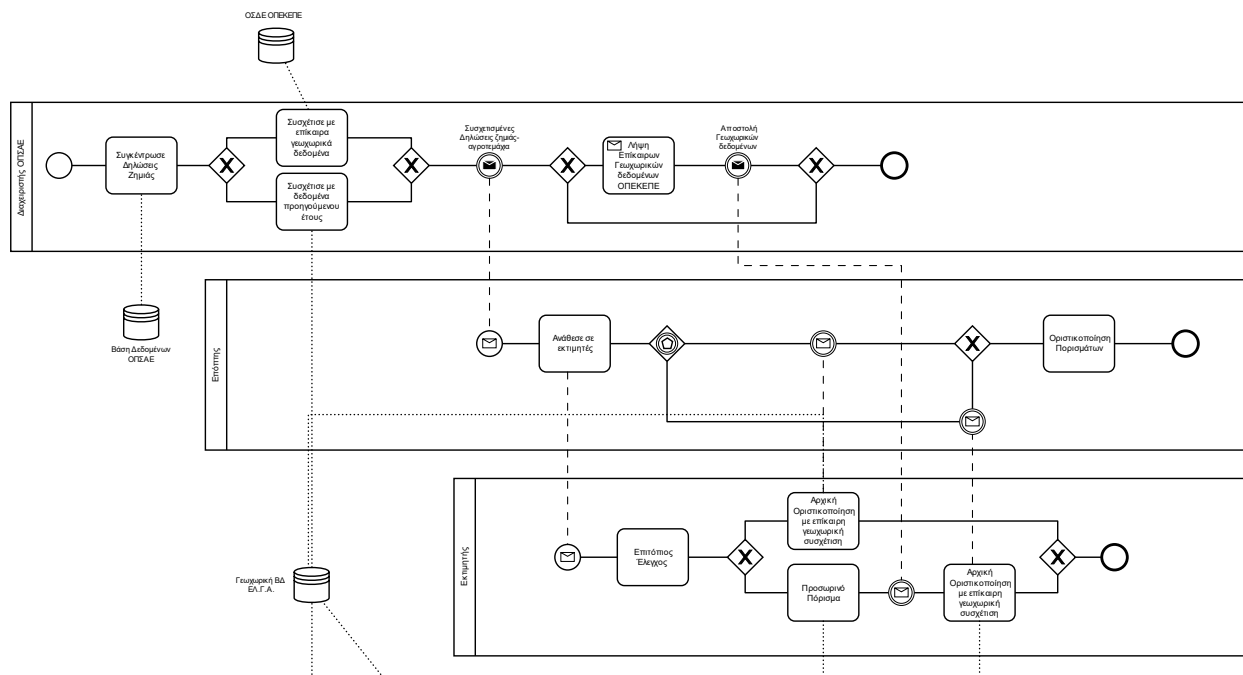 ΟΣΔΕ ΟΠΕΚΕΠΕ
Διαχειριστής ΟΠΣΑΕ
Συγκέντρωσε
Δηλώσεις
Ζημιάς
Συσχέτισε με
επίκαιρα
γεωχωρικά
δεδομένα
Συσχέτισε με
δεδομένα
προηγούμενου
έτους
Συσχετισμένες
Δηλώσεις ζημιάς-
αγροτεμάχια
Λήψη
Επίκαιρων
Γεωχωρικών
δεδομένων
ΟΠΕΚΕΠΕ
Αποστολή
Γεωχωρικών
δεδομένων
Βάση Δεδομένων
ΟΠΣΑΕ
Επόπτης
Ανάθεσε σε
εκτιμητές
Οριστικοποίηση
Πορισμάτων
Γεωχωρική ΒΔ
ΕΛ.Γ.Α.
Εκτιμητής
Επιτόπιος
Έλεγχος
Αρχική
Οριστικοποίηση
με επίκαιρη
γεωχωρική
συσχέτιση
Προσωρινό
Πόρισμα
Αρχική
Οριστικοποίηση
με επίκαιρη
γεωχωρική
συσχέτιση